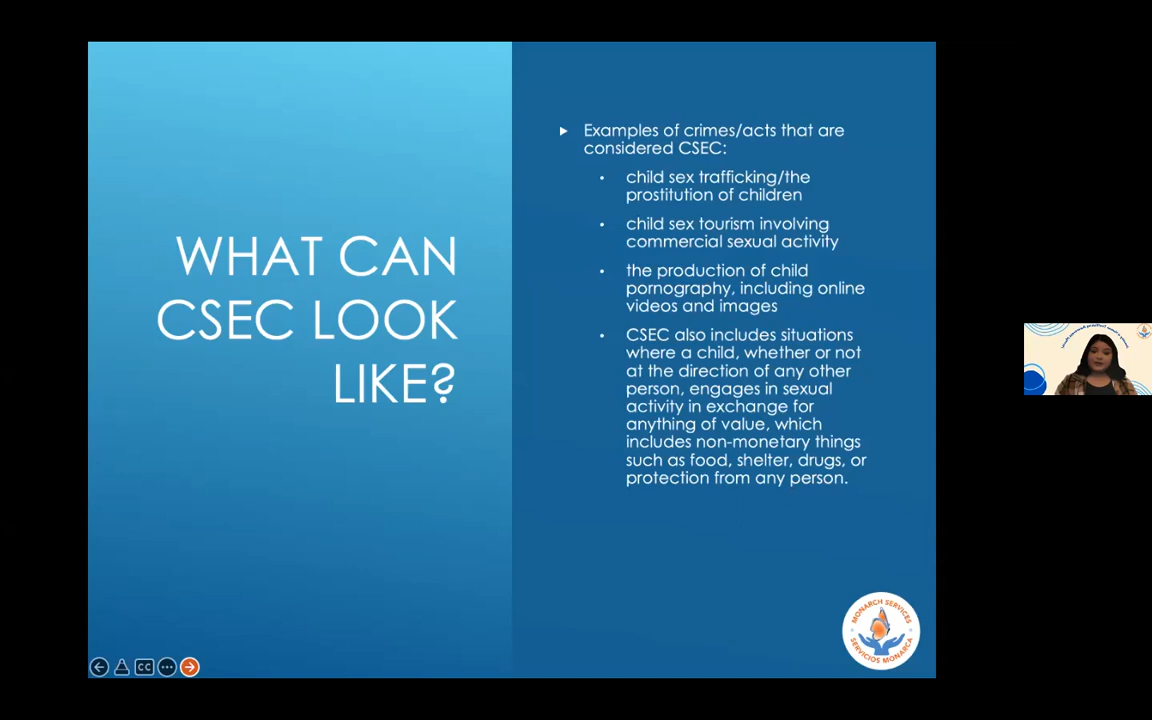 WHAT CAN
CSEC LOOK
LIKE?
Examples of crimes/acts that are
considered CSEC:
child sex trafficking/the
prostitution of children
child sex tourism involving
commercial sexual activity
the production of child
pornography, including online
videos and images
CSEC also includes situations
where a child, whether or not
at the direction of any other
person, engages in sexual
activity in exchange for
anything of value, which
includes non-monetary things
such as food, shelter, drugs, or
protection from any person.
MONARCH SERVICES
SERVICIOS MONARCA
CC